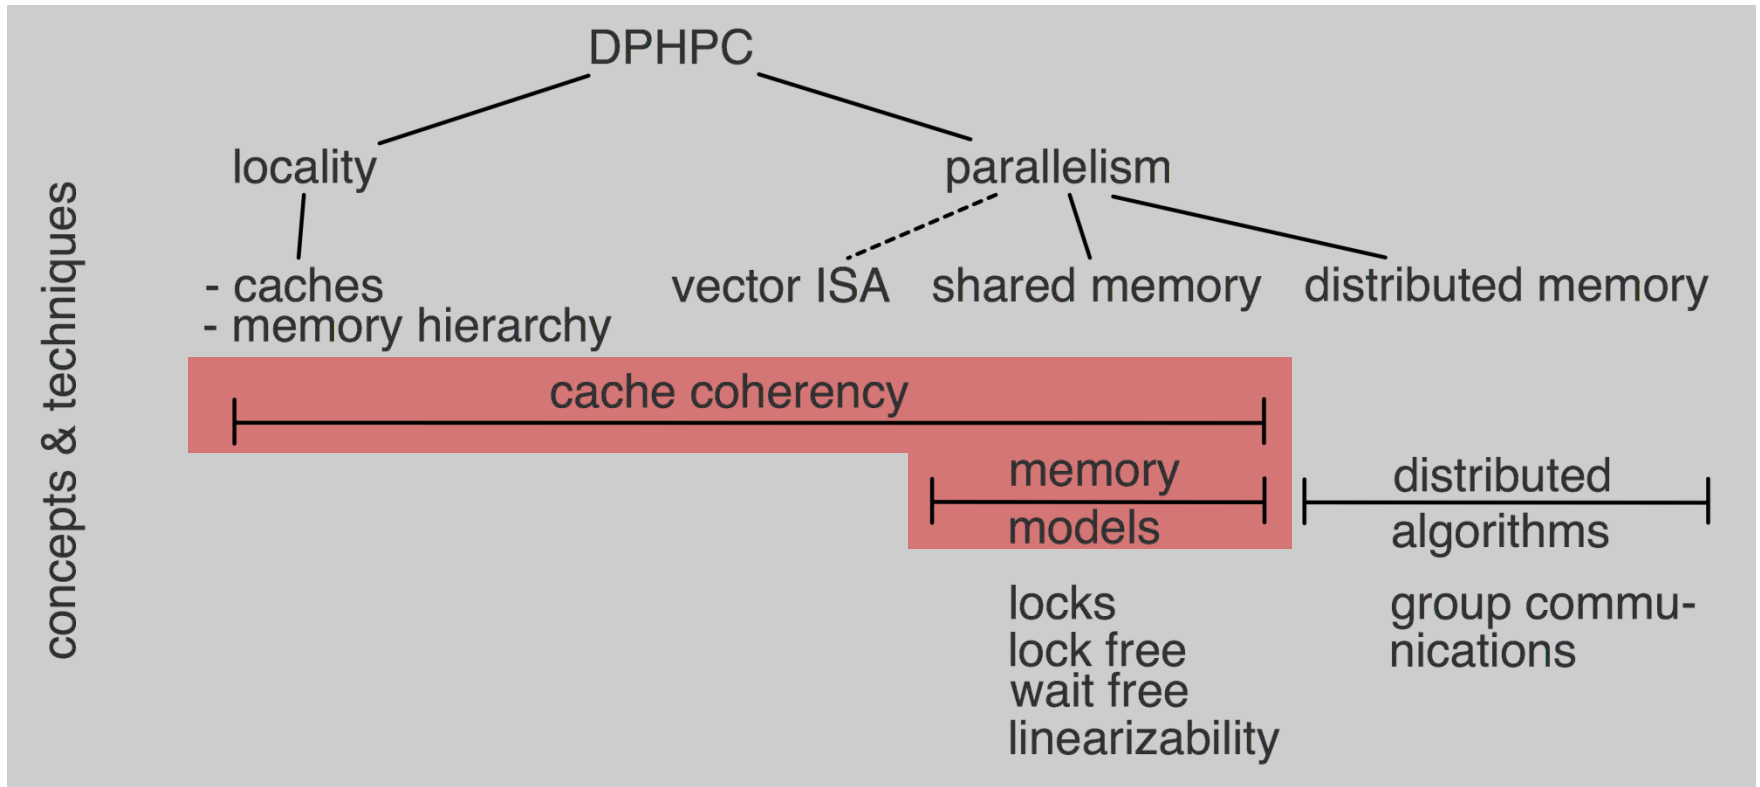 DPHPC
locality
parallelism
- caches
- memory hierarchy
vector ISA
shared memory
distributed memory
cache coherency
memory
models
distributed
algorithms
locks
lock free
wait free
linearizability
group commu-
nications
concepts & techniques